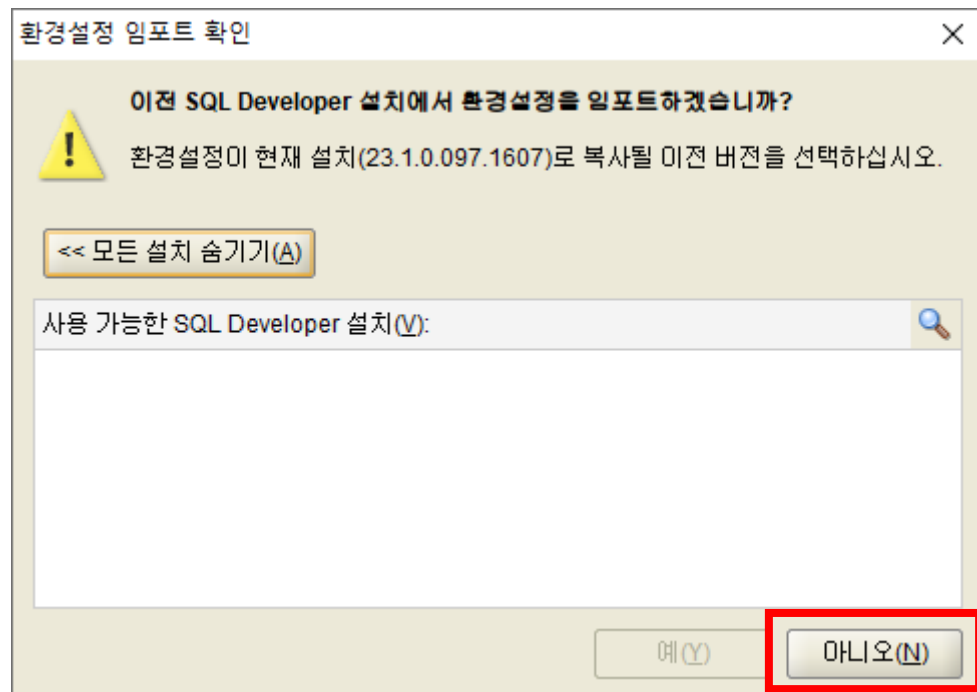 환경설정 임포트 확인
이전 SQL Developer 설치에서 환경설정을 임포트하겠습니까?
환경설정이 현재 설치(23.1.0.097.1607)로 복사될 이전 버전을 선택하십시오.
<< 모든 설치 숨기기(A)
사용 가능한 SQL Developer 설치(V):
예(Y) 아니오(N)